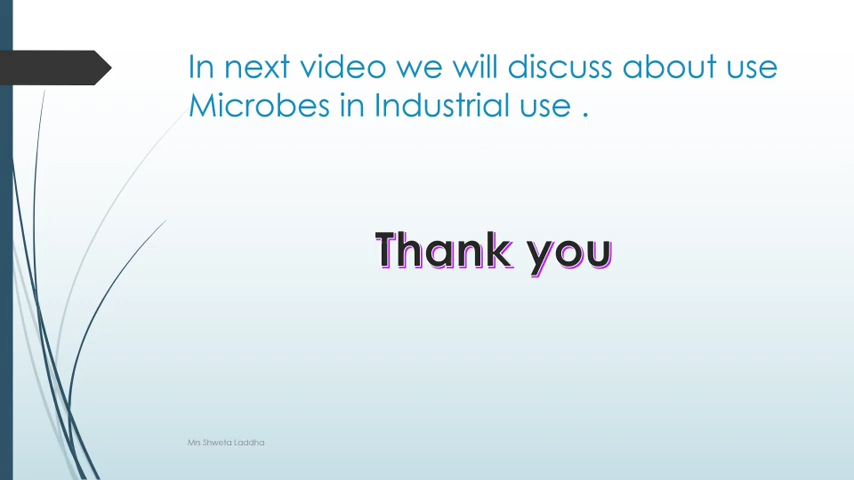 In next video we will discuss about use
Microbes in Industrial use .
Thank you
Mrs Shweta Laddha